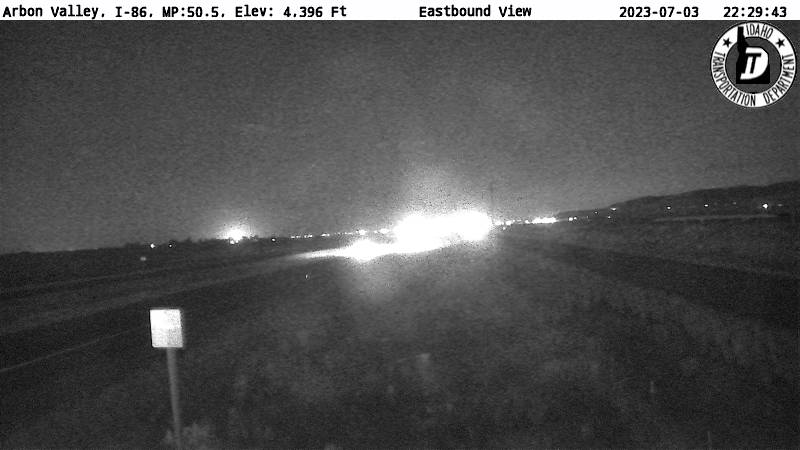 Arbon Valley, I-86, MP:50.5, Elev: 4,396 Ft Eastbound View 2023-07-03 22:29:43
IDAHO
TRANSPORTATION DEPARTMENT